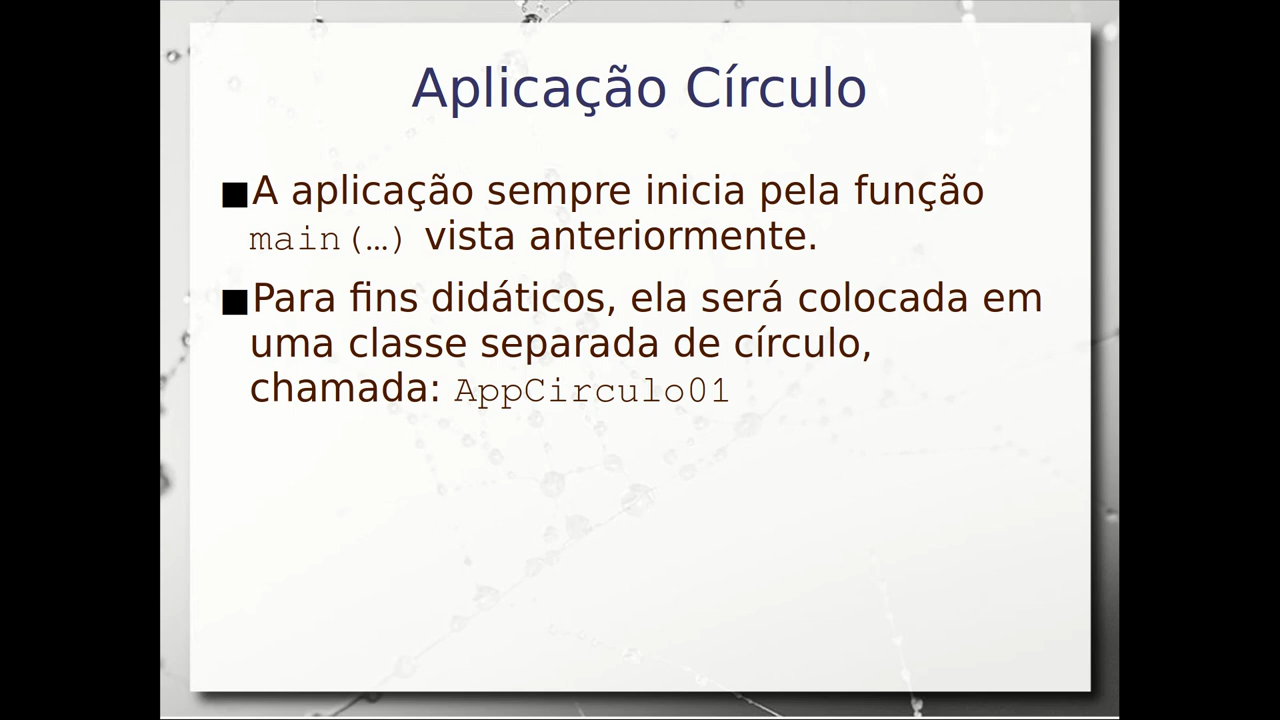 Aplicação Círculo
■A aplicação sempre inicia pela função
main(…) vista anteriormente.
■Para fins didáticos, ela será colocada em
uma classe separada de círculo,
chamada: AppCirculo01